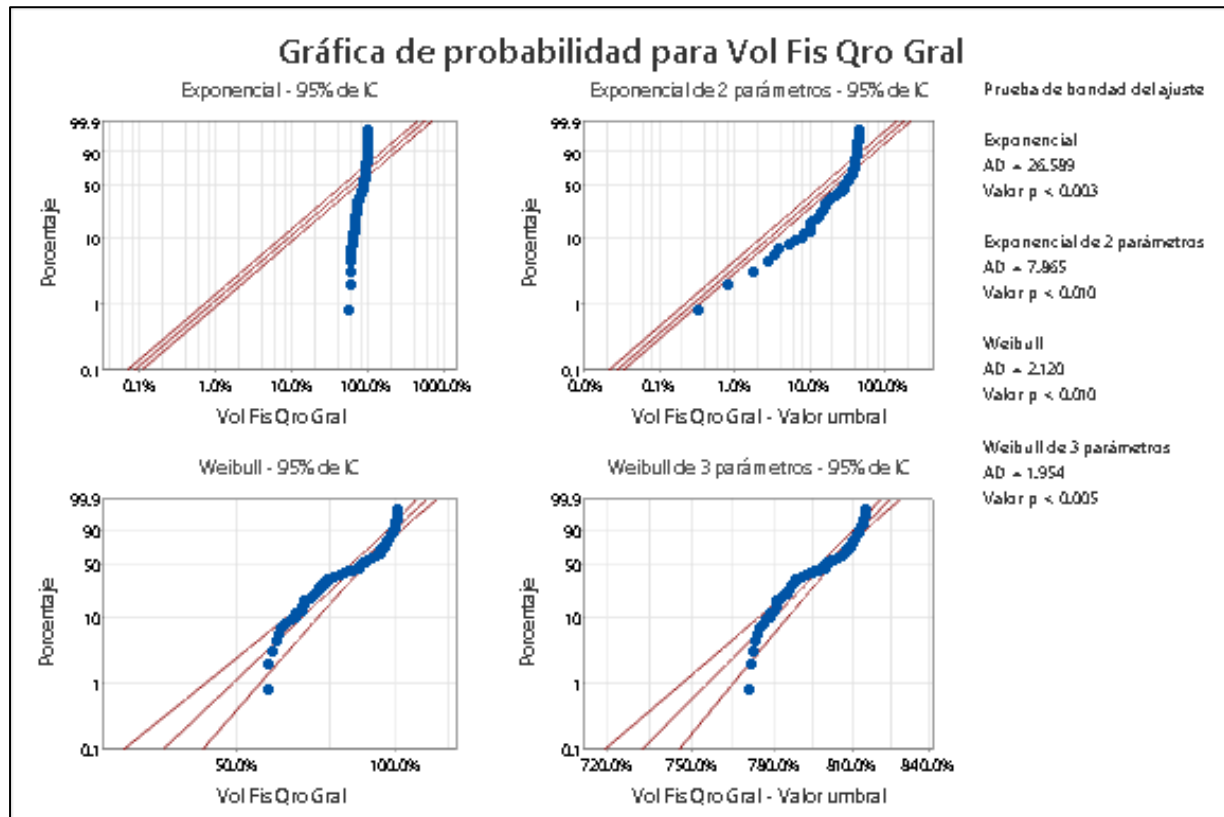 Gráfica de probabilidad para Vol Fis Qro Gral
Exponencial - 95% de IC
99.9
90
50
10
1
0.1
Porcentaje
0.1%
1.0%
10.0%
100.0%
1000.0%
Vol Fis Qro Gral
Exponencial de 2 parámetros - 95% de IC
99.9
90
50
10
1
0.1
Porcentaje
0.0%
0.1%
1.0%
10.0%
100.0%
Vol Fis Qro Gral - Valor umbral
Weibull - 95% de IC
99.9
90
50
10
1
0.1
Porcentaje
50.0%
100.0%
Vol Fis Qro Gral
Weibull de 3 parámetros - 95% de IC
99.9
90
50
10
1
0.1
Porcentaje
720.0%
750.0%
780.0%
810.0%
840.0%
Vol Fis Qro Gral - Valor umbral
Prueba de bondad del ajuste
Exponencial
AD = 26.589
Valor p < 0.003
Exponencial de 2 parámetros
AD = 7.865
Valor p < 0.010
Weibull
AD = 2.120
Valor p < 0.010
Weibull de 3 parámetros
AD = 1.954
Valor p < 0.005